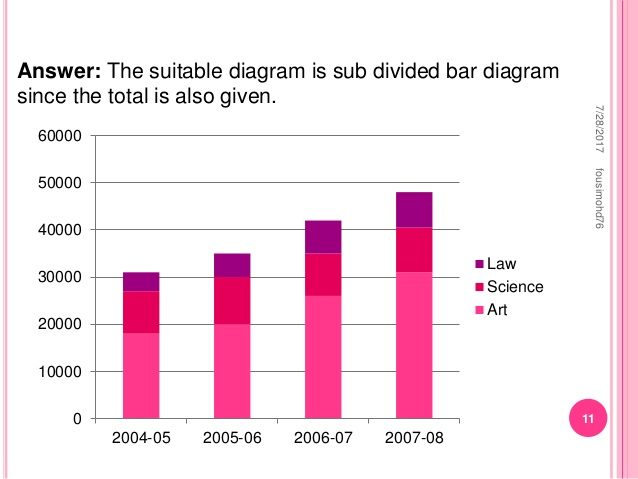 Answer: The suitable diagram is sub divided bar diagram
since the total is also given.
60000
50000
40000
30000
20000
10000
0
2004-05 2005-06 2006-07 2007-08
Law
Science
Art
7/28/2017 fousimohd76
11